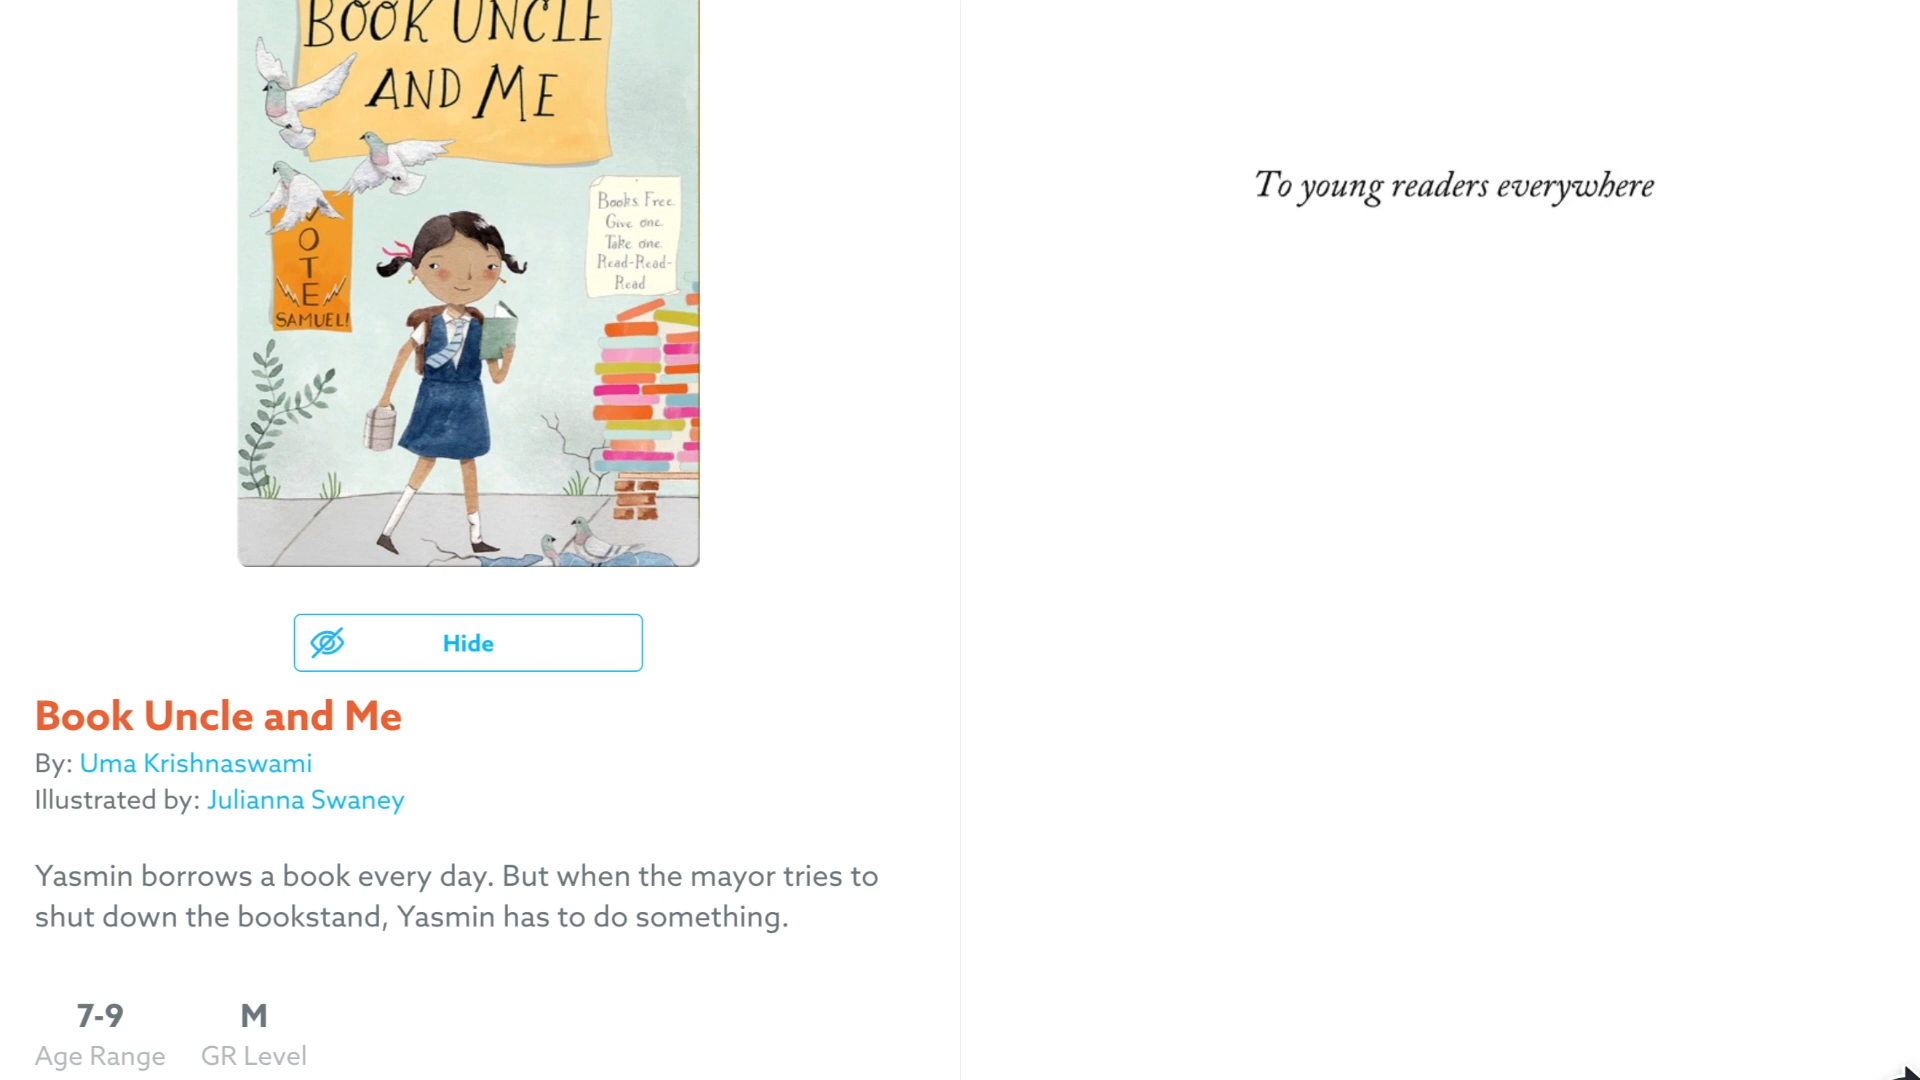 BOOK UNCLE
AND ME
VOTE
SAMUEL!
Books Free.
Give one.
Take one.
Read-Read-
Read
Hide
Book Uncle and Me
By: Uma Krishnaswami
Illustrated by: Julianna Swaney
Yasmin borrows a book every day. But when the mayor tries to
shut down the bookstand, Yasmin has to do something.
7-9 M
Age Range GR Level
To young readers everywhere